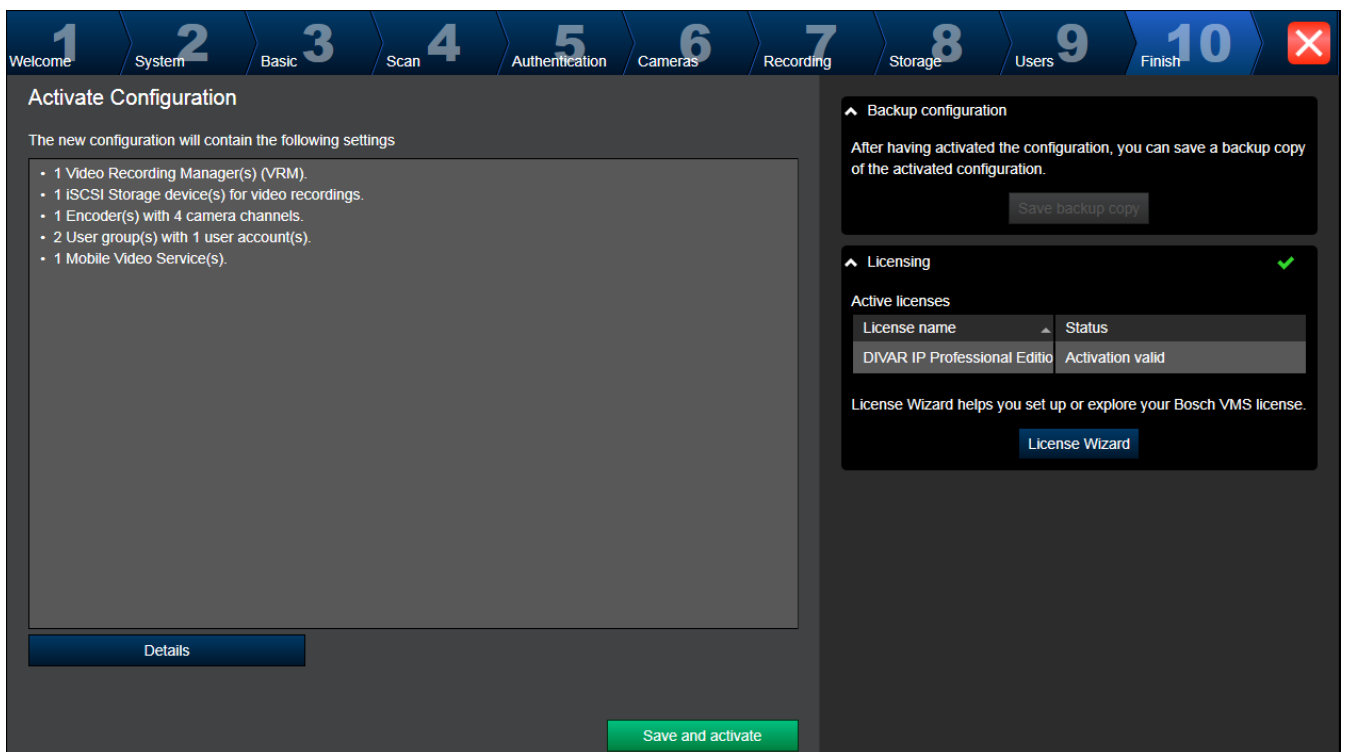 1 Welcome
2 System
3 Basic
4 Scan
5 Authentication
6 Cameras
7 Recording
8 Storage
9 Users
10 Finish
Activate Configuration
The new configuration will contain the following settings
• 1 Video Recording Manager(s) (VRM).
• 1 iSCSI Storage device(s) for video recordings.
• 1 Encoder(s) with 4 camera channels.
• 2 User group(s) with 1 user account(s).
• 1 Mobile Video Service(s).
Details
Save and activate
Backup configuration
After having activated the configuration, you can save a backup copy
of the activated configuration.
Save backup copy
Licensing
Active licenses
License name Status
DIVAR IP Professional Editio Activation valid
License Wizard helps you set up or explore your Bosch VMS license.
License Wizard